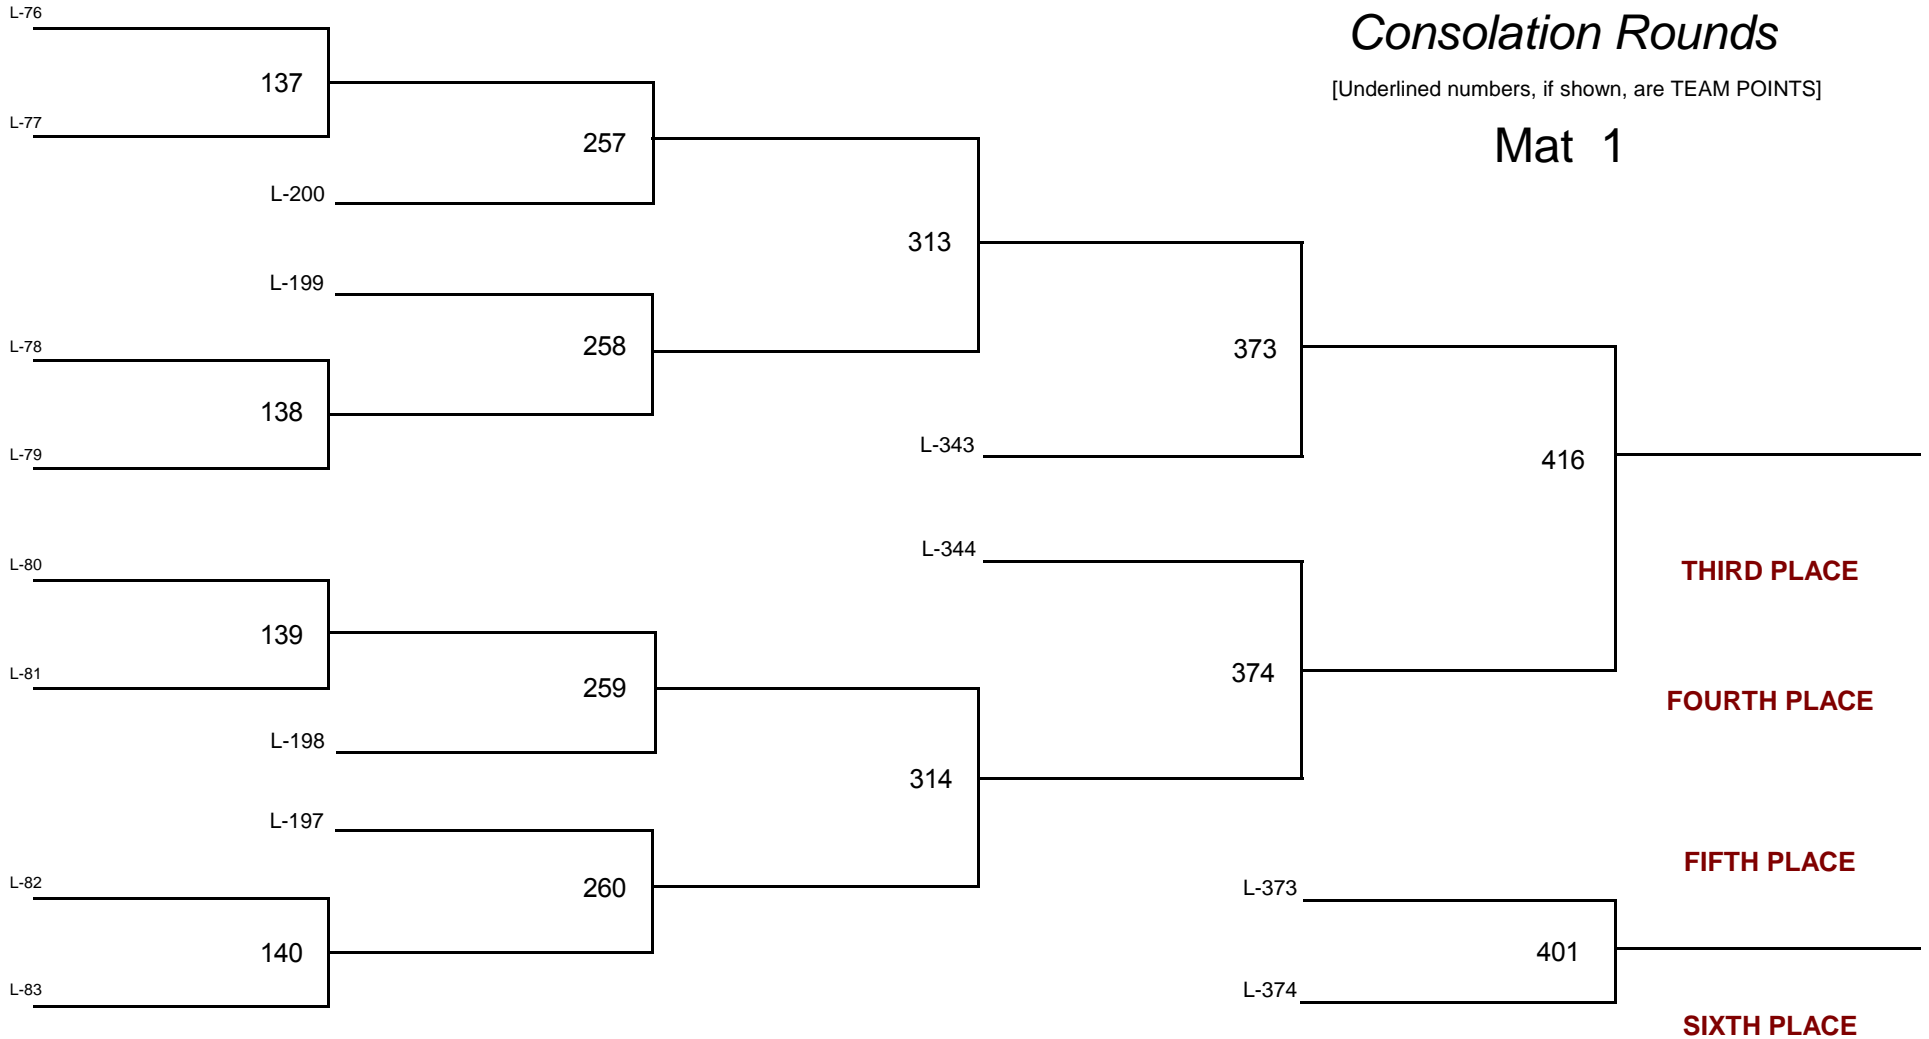 Consolation Rounds
[Underlined numbers, if shown, are TEAM POINTS]
Mat 1
L-76
137
L-77
257
L-200
313
L-199
258
L-78
138
L-79
373
L-343
416
L-344
THIRD PLACE
L-80
139
L-81
259
374
FOURTH PLACE
L-198
314
L-197
FIFTH PLACE
L-82
260
L-373
140
401
L-83
L-374
SIXTH PLACE